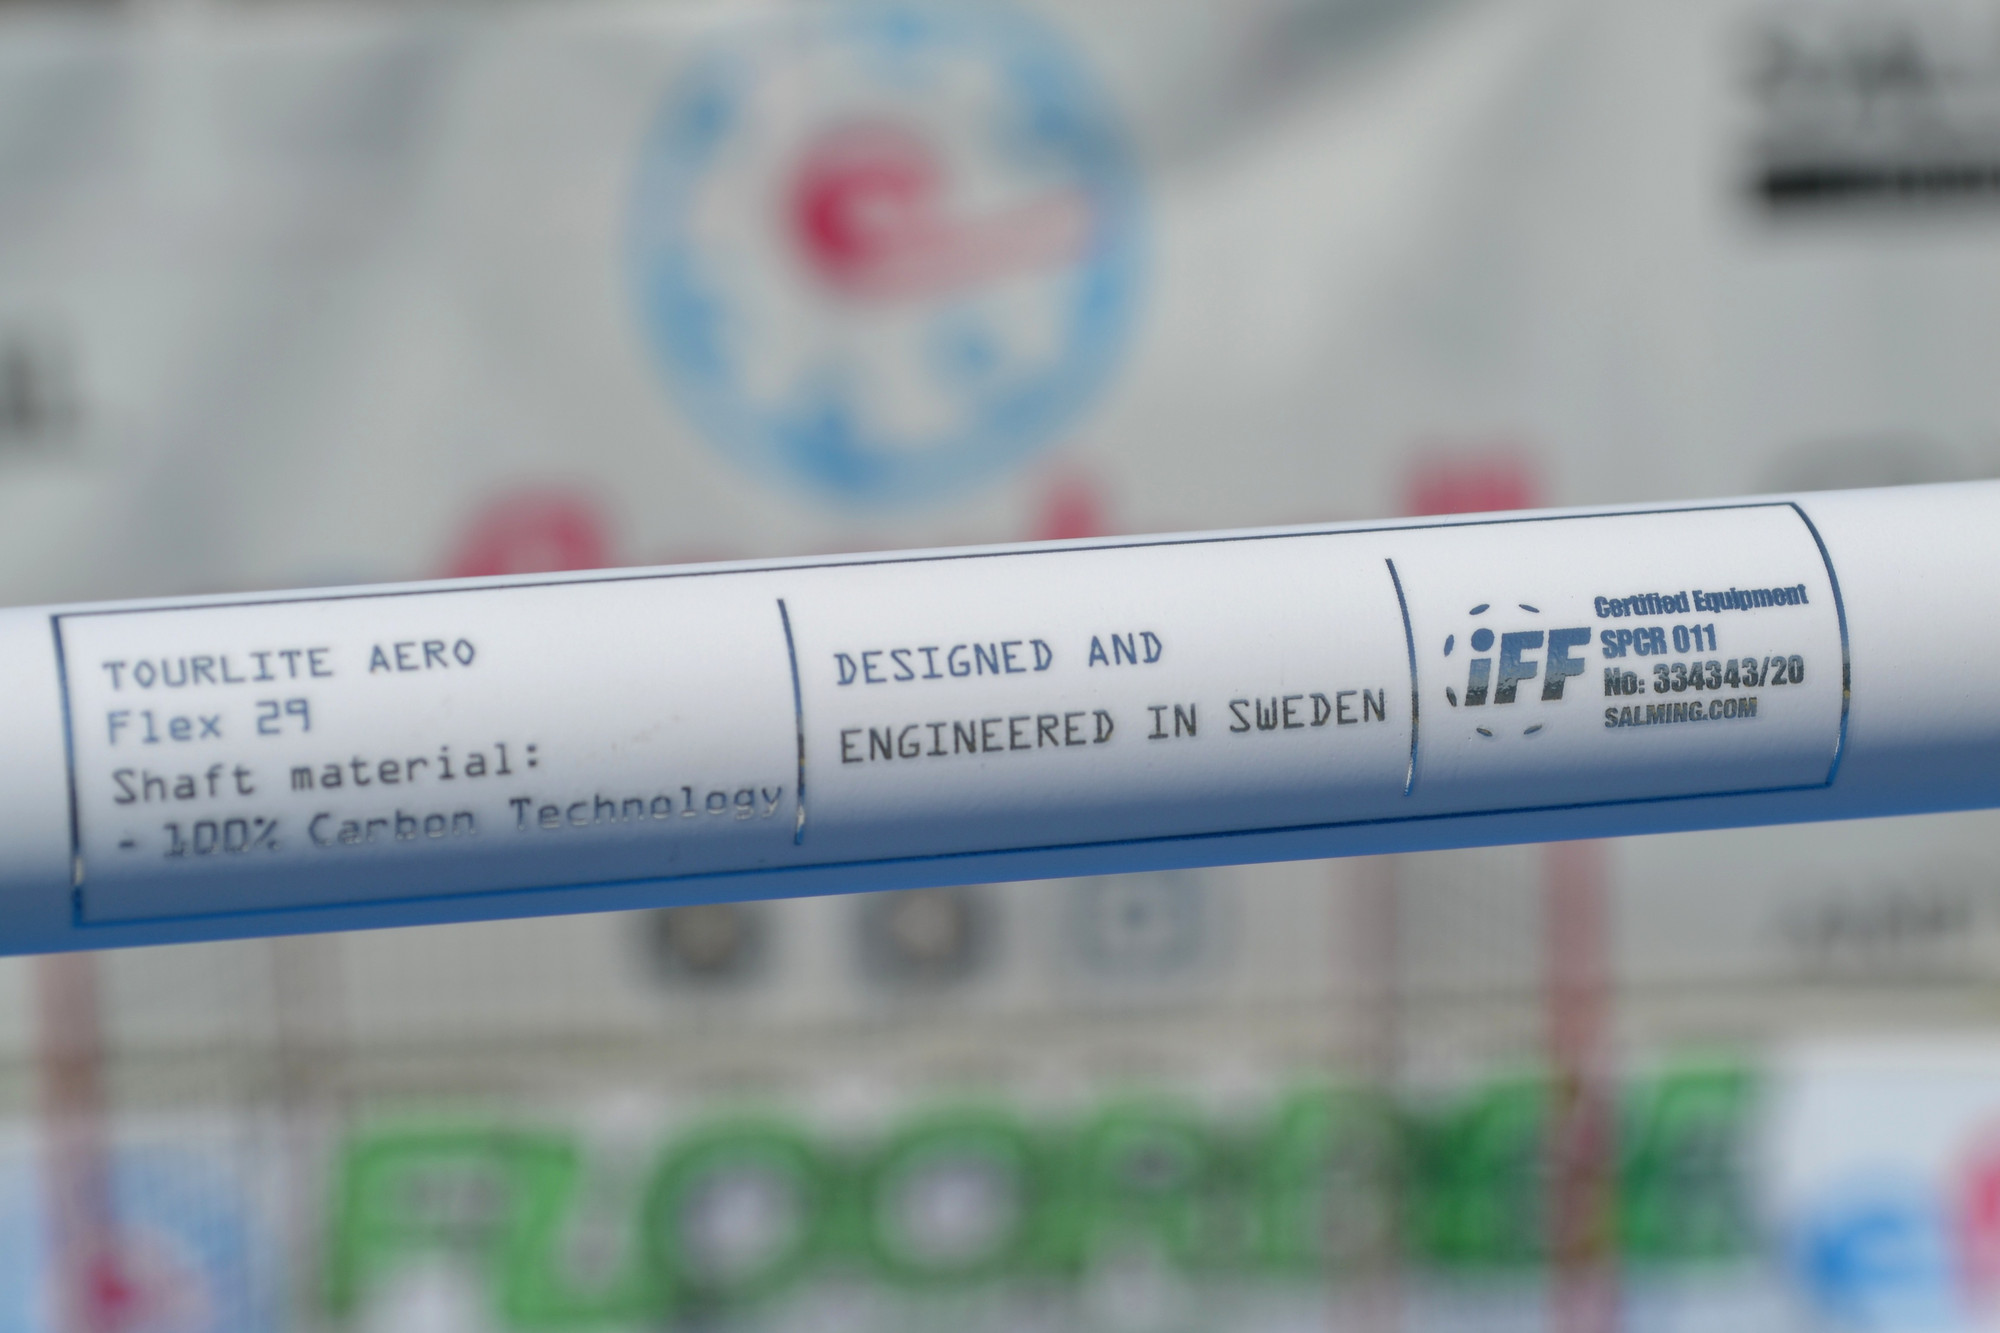 TOURLITE AERO
Flex 29
Shaft material:
- 100% Carbon Technology
DESIGNED AND
ENGINEERED IN SWEDEN
iFF
Certified Equipment
SPCR 011
No: 334343/20
SALMING.COM